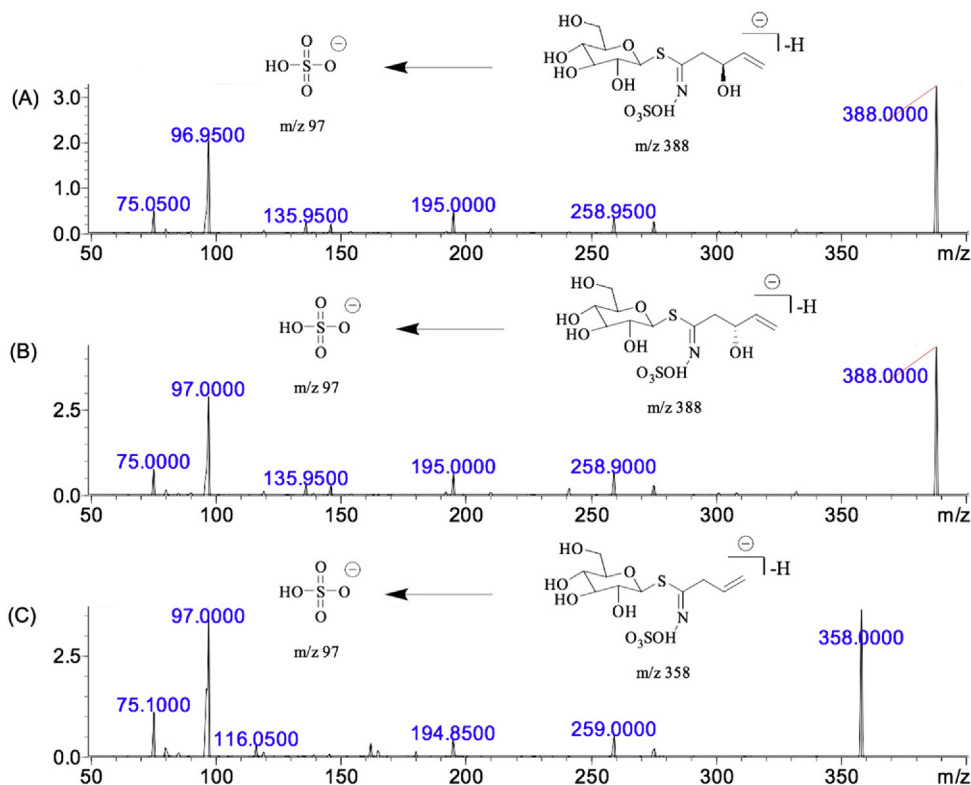 HO
O
HO
HO
OH
S
N
O₃SOH
OH
⊖
-H
m/z 388
O
HO-S-O
O
⊖
m/z 97
(A)
3.0
2.0
1.0
0.0
96.9500
75.0500
135.9500
195.0000
258.9500
388.0000
50 100 150 200 250 300 350 m/z
HO
O
HO
HO
OH
S
N
O₃SOH
OH
⊖
-H
m/z 388
O
HO-S-O
O
⊖
m/z 97
(B)
2.5
0.0
97.0000
75.0000
135.9500
195.0000
258.9000
388.0000
50 100 150 200 250 300 350 m/z
HO
O
HO
HO
OH
S
N
O₃SOH
⊖
-H
m/z 358
O
HO-S-O
O
⊖
m/z 97
(C)
2.5
0.0
97.0000
75.1000
116.0500
194.8500
259.0000
358.0000
50 100 150 200 250 300 350 m/z